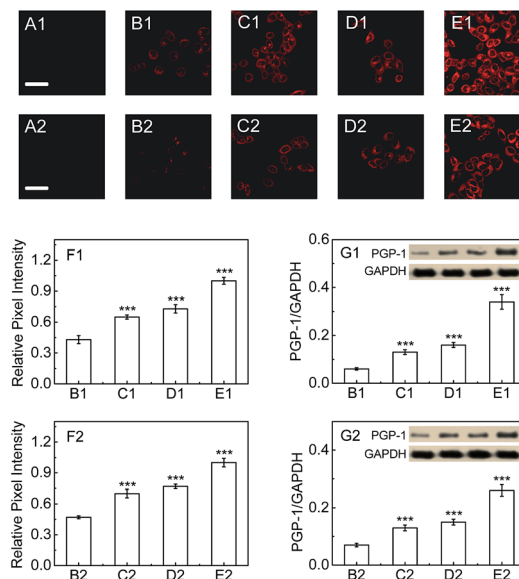 A1 B1 C1 D1 E1
A2 B2 C2 D2 E2
F1
Relative Pixel Intensity
1.2
0.9
0.6
0.3
0.0
*** *** ***
B1 C1 D1 E1
G1
PGP-1
GAPDH
PGP-1/GAPDH
0.6
0.4
0.2
0.0
*** *** ***
B1 C1 D1 E1
F2
Relative Pixel Intensity
1.2
0.9
0.6
0.3
0.0
*** *** ***
B2 C2 D2 E2
G2
PGP-1
GAPDH
PGP-1/GAPDH
0.4
0.2
0.0
*** *** ***
B2 C2 D2 E2